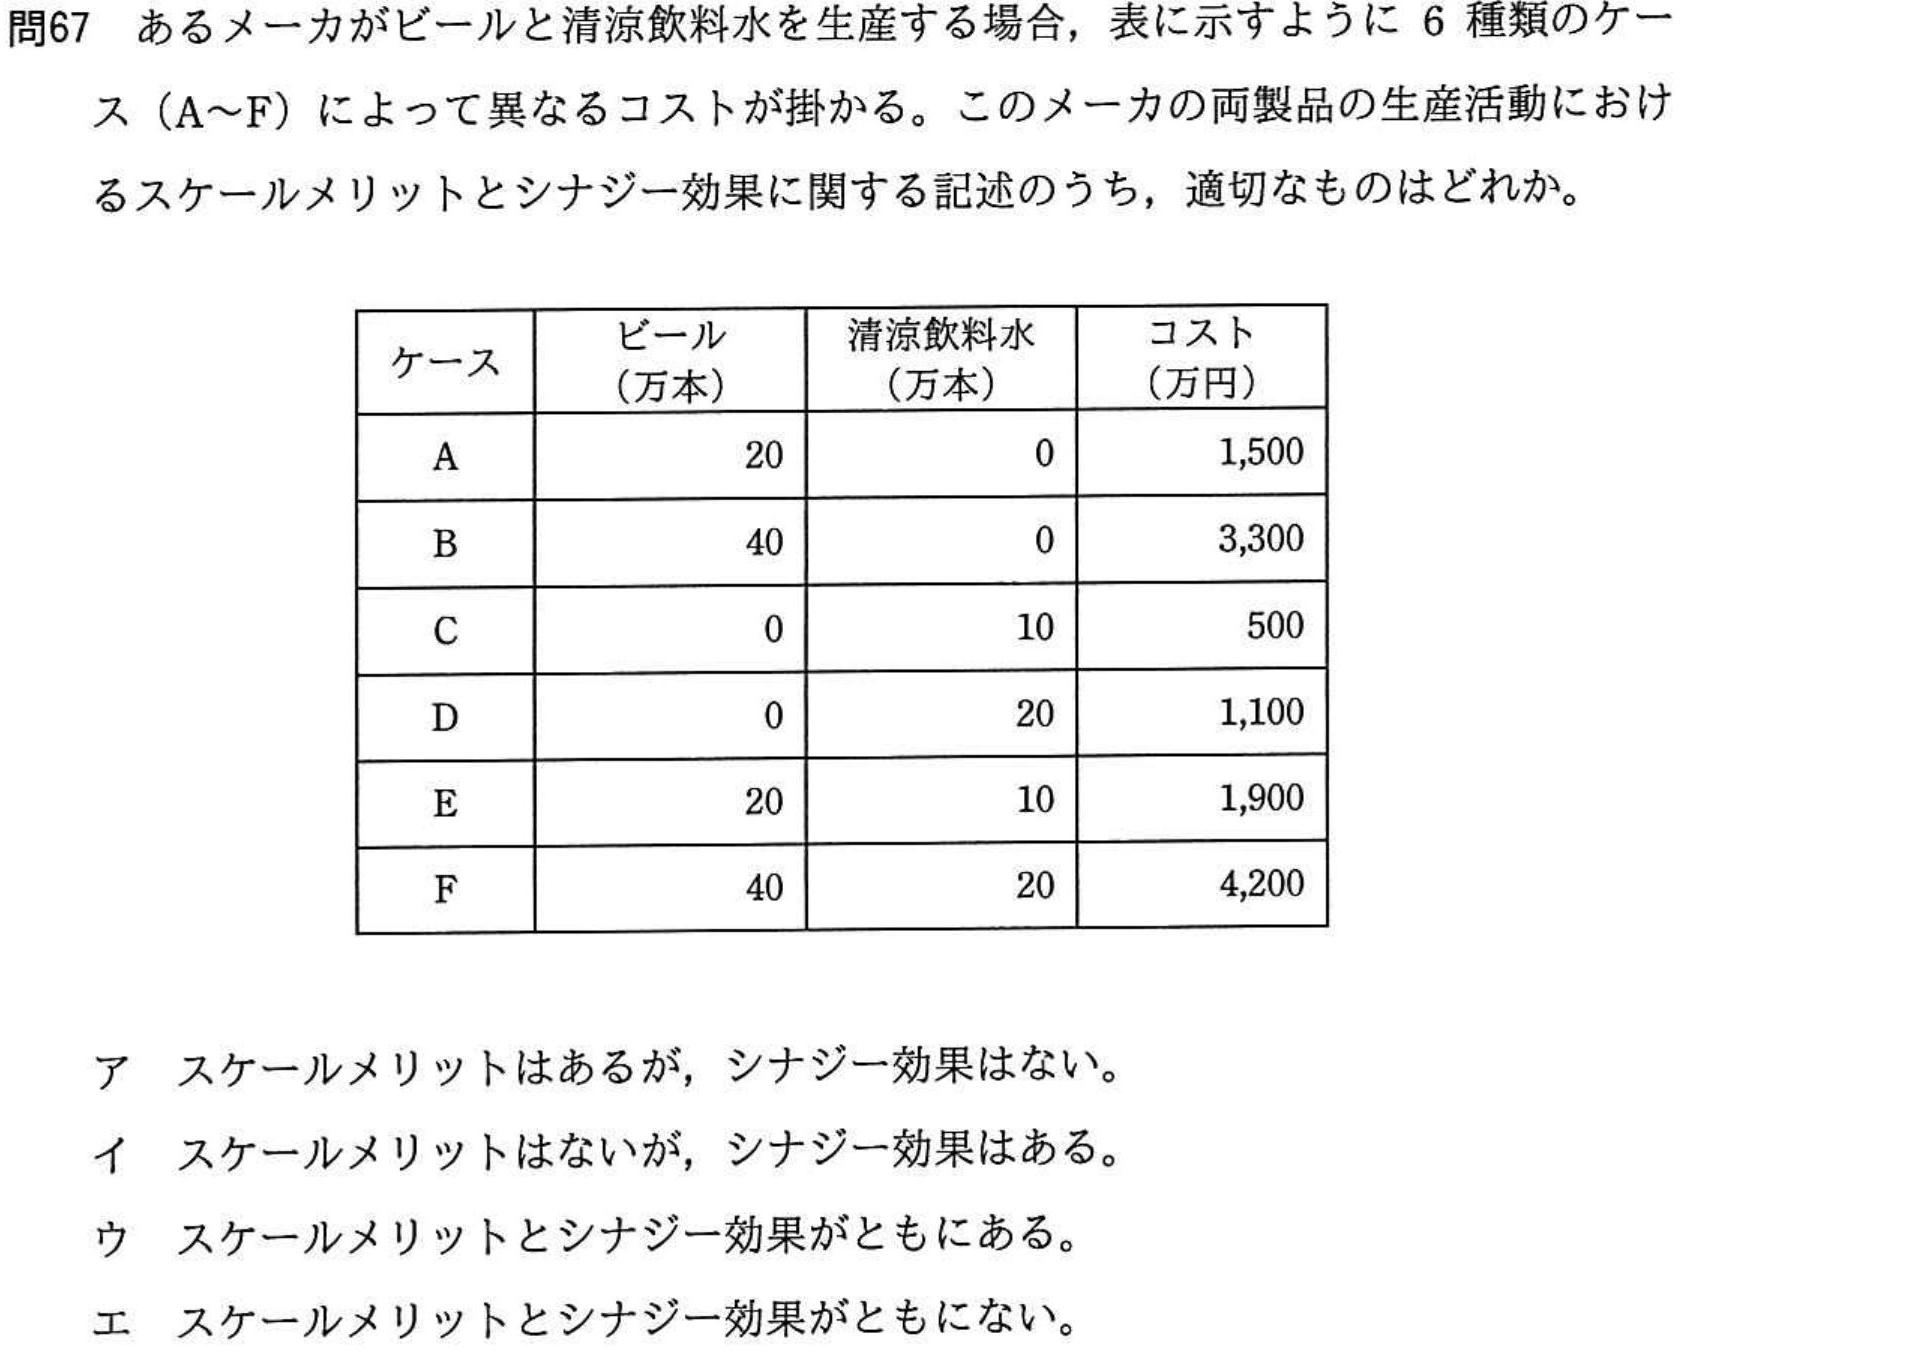 問67 あるメーカがビールと清涼飲料水を生産する場合，表に示すように 6 種類のケー
ス（A～F）によって異なるコストが掛かる。このメーカの両製品の生産活動におけ
るスケールメリットとシナジー効果に関する記述のうち，適切なものはどれか。
ケース ビール（万本） 清涼飲料水（万本） コスト（万円）
A 20 0 1,500
B 40 0 3,300
C 0 10 500
D 0 20 1,100
E 20 10 1,900
F 40 20 4,200
ア スケールメリットはあるが，シナジー効果はない。
イ スケールメリットはないが，シナジー効果はある。
ウ スケールメリットとシナジー効果がともにある。
エ スケールメリットとシナジー効果がともにない。